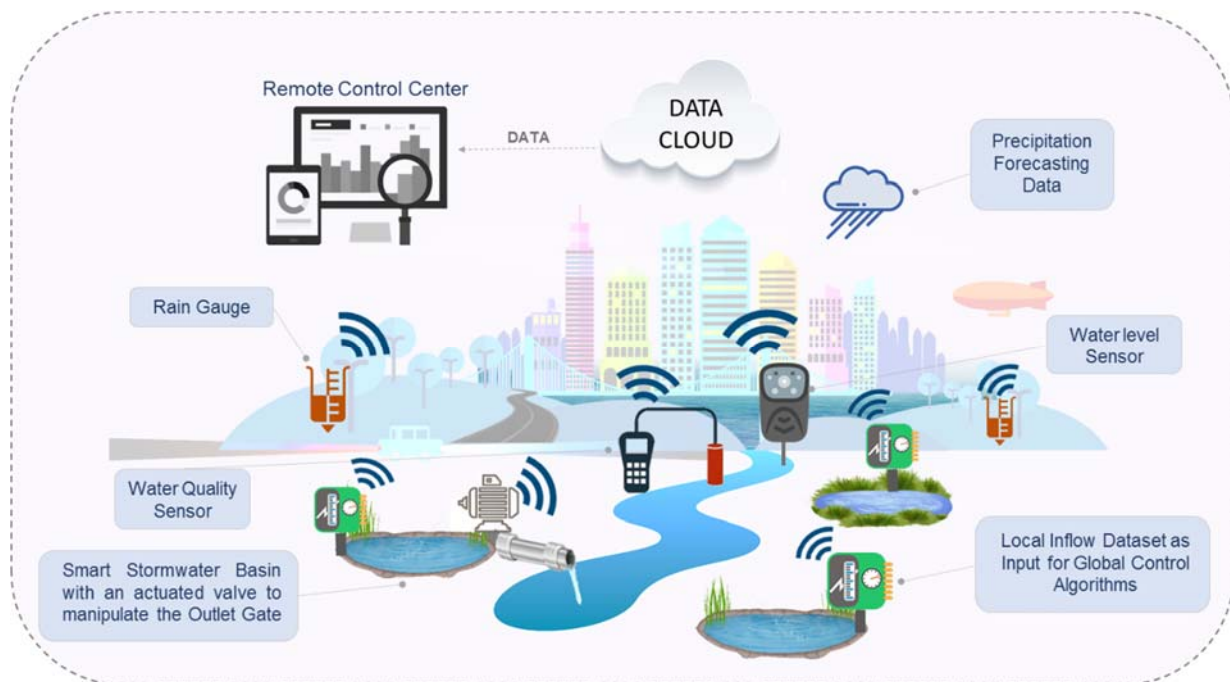 Remote Control Center
DATA
DATA
CLOUD
Precipitation
Forecasting
Data
Rain Gauge
Water level
Sensor
Water Quality
Sensor
Smart Stormwater Basin
with an actuated valve to
manipulate the Outlet Gate
Local Inflow Dataset as
Input for Global Control
Algorithms